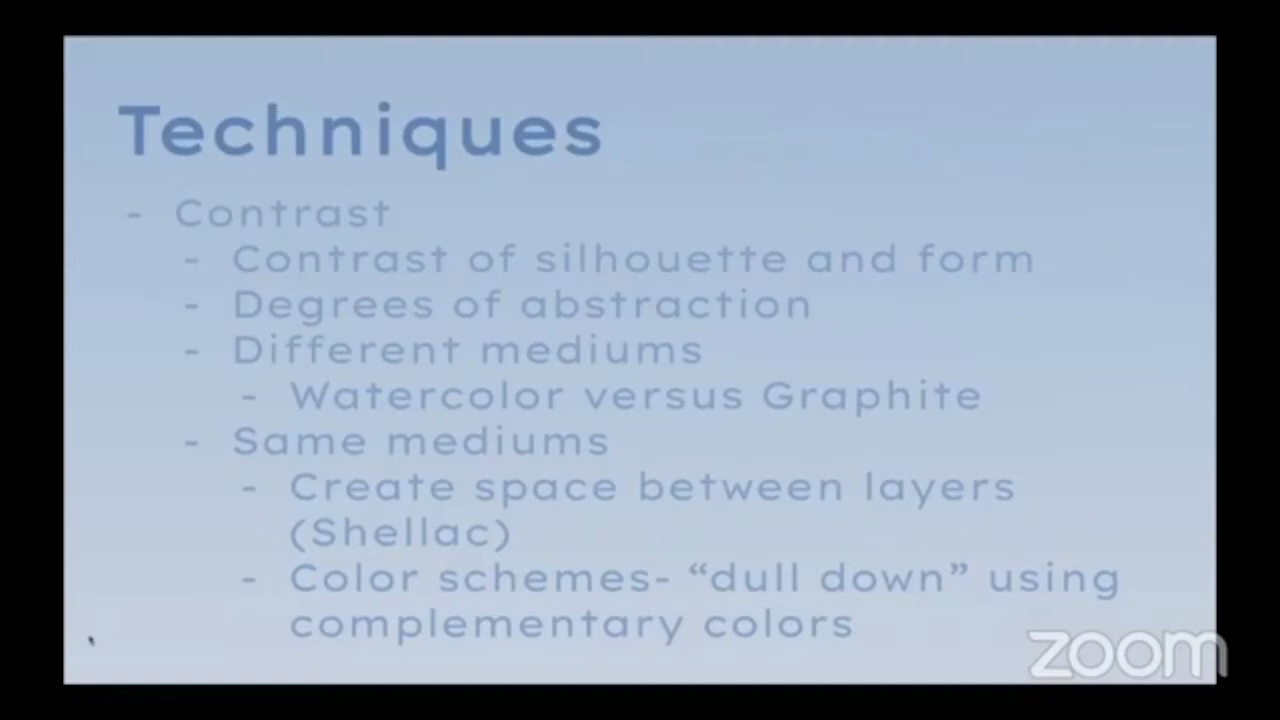 Techniques
- Contrast
- Contrast of silhouette and form
- Degrees of abstraction
- Different mediums
- Watercolor versus Graphite
- Same mediums
- Create space between layers
(Shellac)
- Color schemes- “dull down” using
complementary colors
zoom